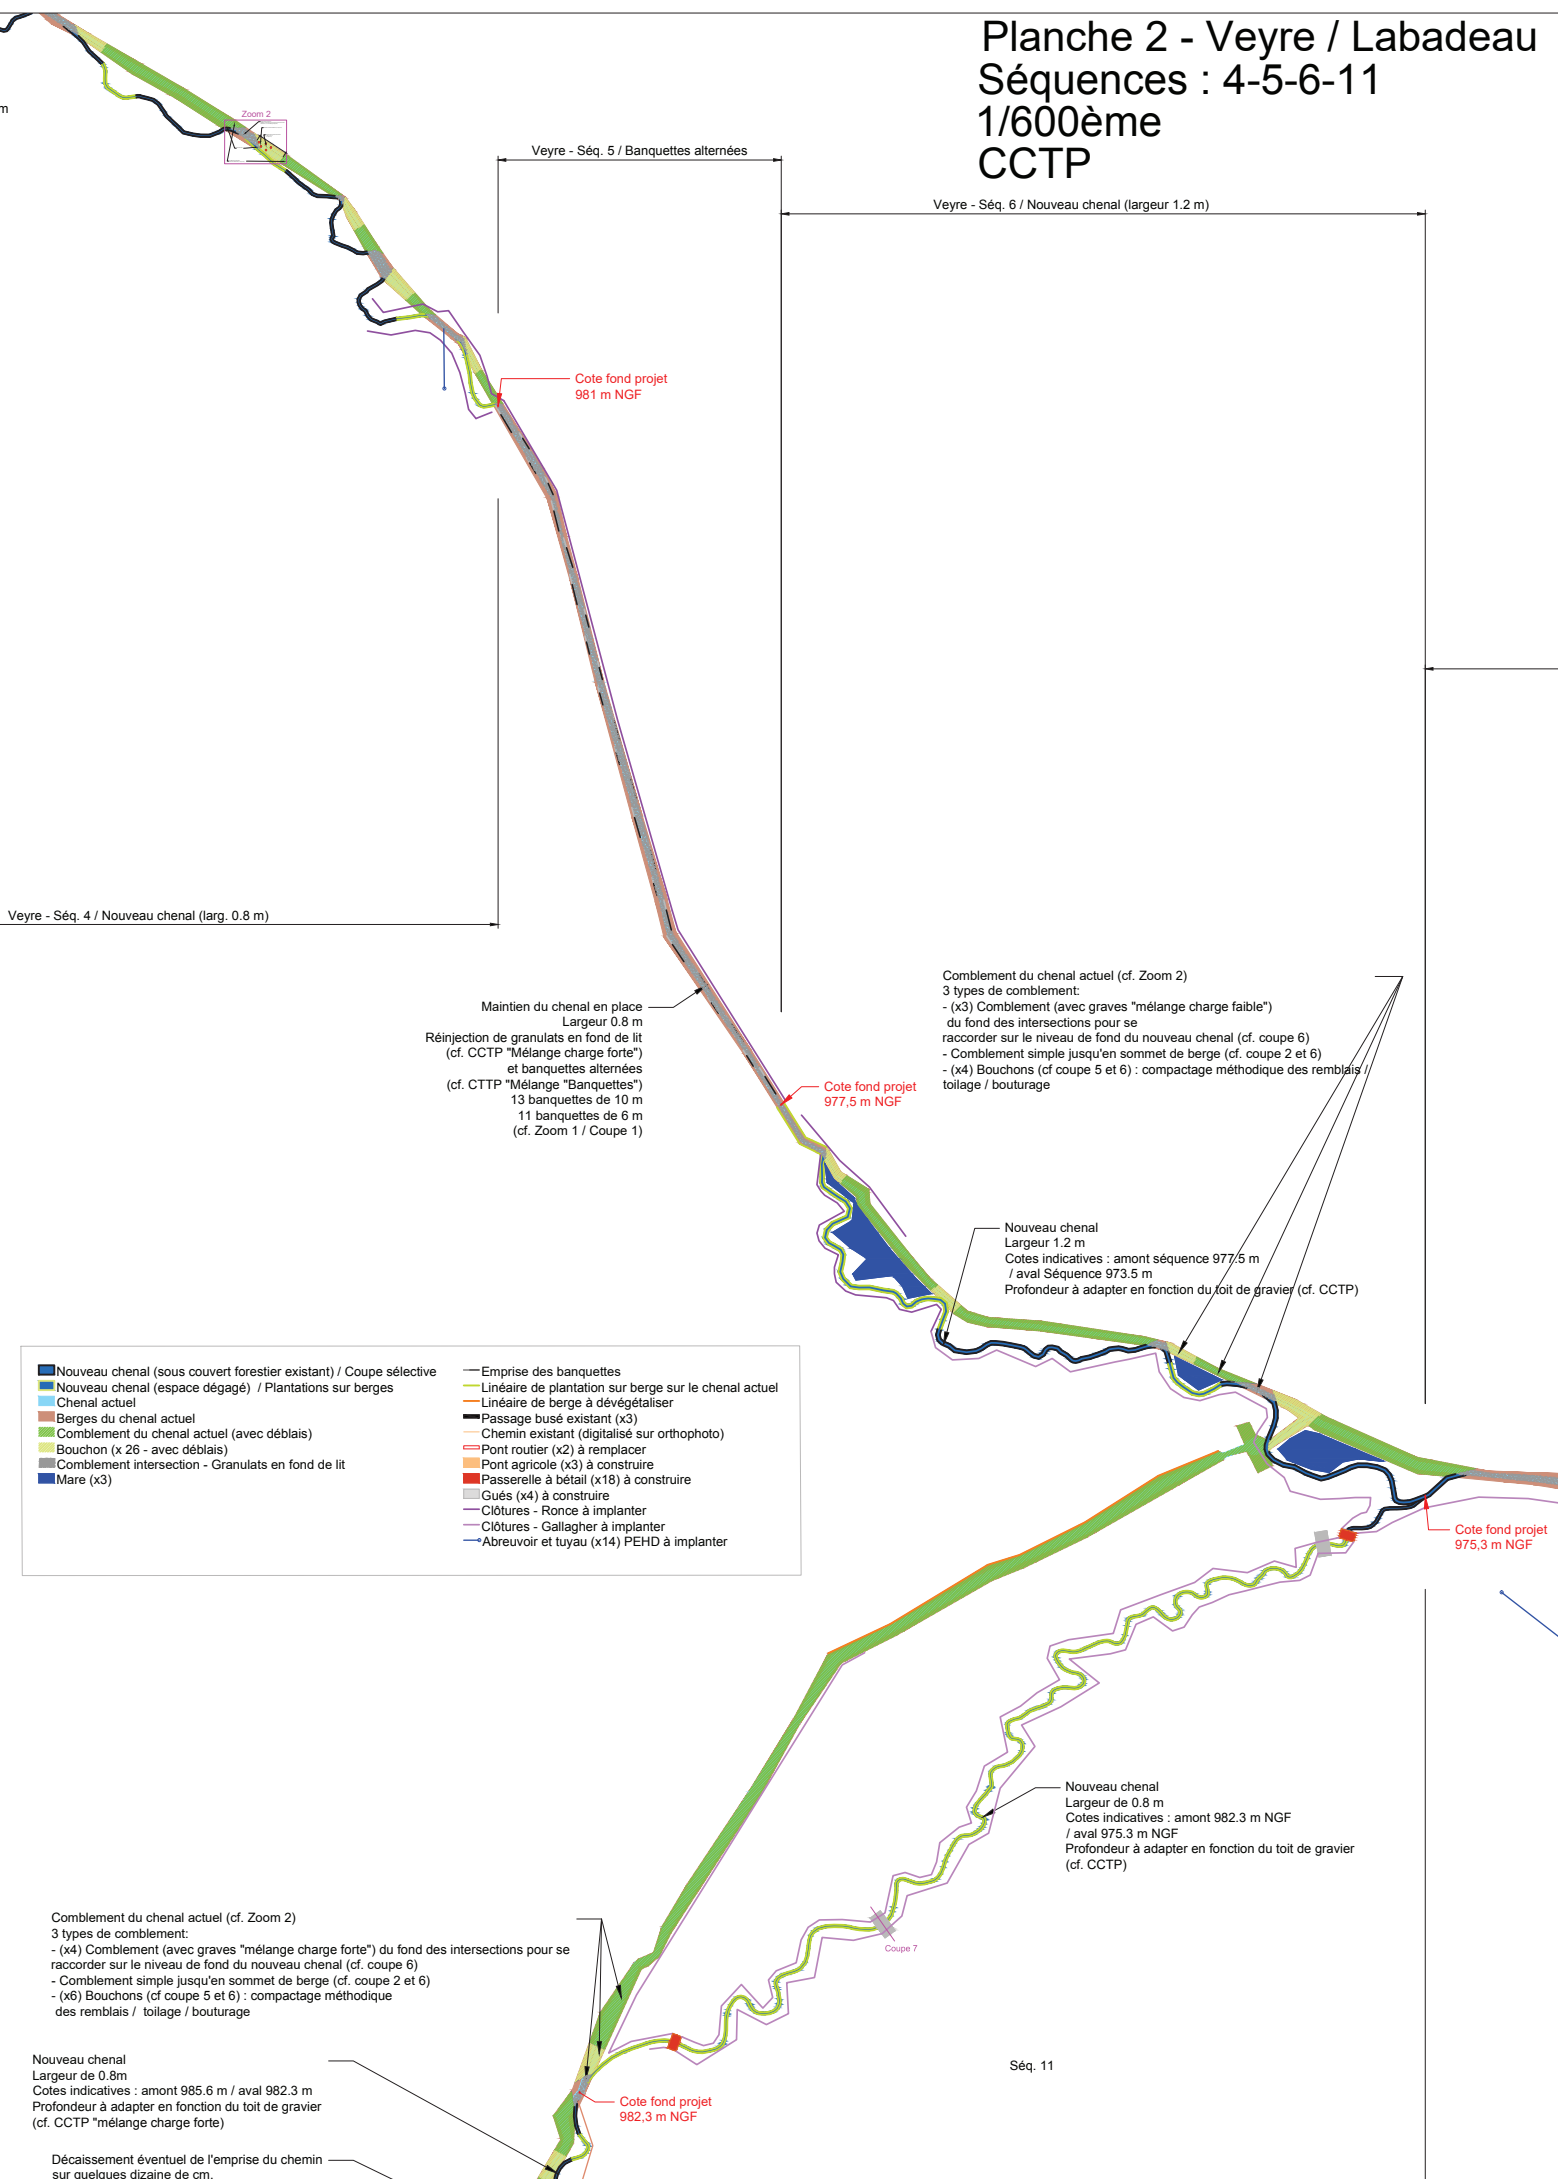 Planche 2 - Veyre / Labadeau
Séquences : 4-5-6-11
1/600ème
CCTP
m
Zoom 2
Veyre - Séq. 5 / Banquettes alternées
Veyre - Séq. 6 / Nouveau chenal (largeur 1.2 m)
Cote fond projet
981 m NGF
Veyre - Séq. 4 / Nouveau chenal (larg. 0.8 m)
Maintien du chenal en place
Largeur 0.8 m
Réinjection de granulats en fond de lit
(cf. CCTP "Mélange charge forte")
et banquettes alternées
(cf. CTTP "Mélange "Banquettes")
13 banquettes de 10 m
11 banquettes de 6 m
(cf. Zoom 1 / Coupe 1)
Comblement du chenal actuel (cf. Zoom 2)
3 types de comblement:
- (x3) Comblement (avec graves "mélange charge faible")
du fond des intersections pour se
raccorder sur le niveau de fond du nouveau chenal (cf. coupe 6)
- Comblement simple jusqu'en sommet de berge (cf. coupe 2 et 6)
- (x4) Bouchons (cf coupe 5 et 6) : compactage méthodique des remblais /
toilage / bouturage
Cote fond projet
977,5 m NGF
Nouveau chenal
Largeur 1.2 m
Cotes indicatives : amont séquence 977.5 m
/ aval Séquence 973.5 m
Profondeur à adapter en fonction du toit de gravier (cf. CCTP)
Nouveau chenal (sous couvert forestier existant) / Coupe sélective
Nouveau chenal (espace dégagé) / Plantations sur berges
Chenal actuel
Berges du chenal actuel
Comblement du chenal actuel (avec déblais)
Bouchon (x 26 - avec déblais)
Comblement intersection - Granulats en fond de lit
Mare (x3)
Emprise des banquettes
Linéaire de plantation sur berge sur le chenal actuel
Linéaire de berge à dévégétaliser
Passage busé existant (x3)
Chemin existant (digitalisé sur orthophoto)
Pont routier (x2) à remplacer
Pont agricole (x3) à construire
Passerelle à bétail (x18) à construire
Gués (x4) à construire
Clôtures - Ronce à implanter
Clôtures - Gallagher à implanter
Abreuvoir et tuyau (x14) PEHD à implanter
Cote fond projet
975,3 m NGF
Nouveau chenal
Largeur de 0.8 m
Cotes indicatives : amont 982.3 m NGF
/ aval 975.3 m NGF
Profondeur à adapter en fonction du toit de gravier
(cf. CCTP)
Coupe 7
Comblement du chenal actuel (cf. Zoom 2)
3 types de comblement:
- (x4) Comblement (avec graves "mélange charge forte") du fond des intersections pour se
raccorder sur le niveau de fond du nouveau chenal (cf. coupe 6)
- Comblement simple jusqu'en sommet de berge (cf. coupe 2 et 6)
- (x6) Bouchons (cf coupe 5 et 6) : compactage méthodique
des remblais / toilage / bouturage
Nouveau chenal
Largeur de 0.8m
Cotes indicatives : amont 985.6 m / aval 982.3 m
Profondeur à adapter en fonction du toit de gravier
(cf. CCTP "mélange charge forte)
Séq. 11
Cote fond projet
982,3 m NGF
Décaissement éventuel de l'emprise du chemin
sur quelques dizaine de cm.